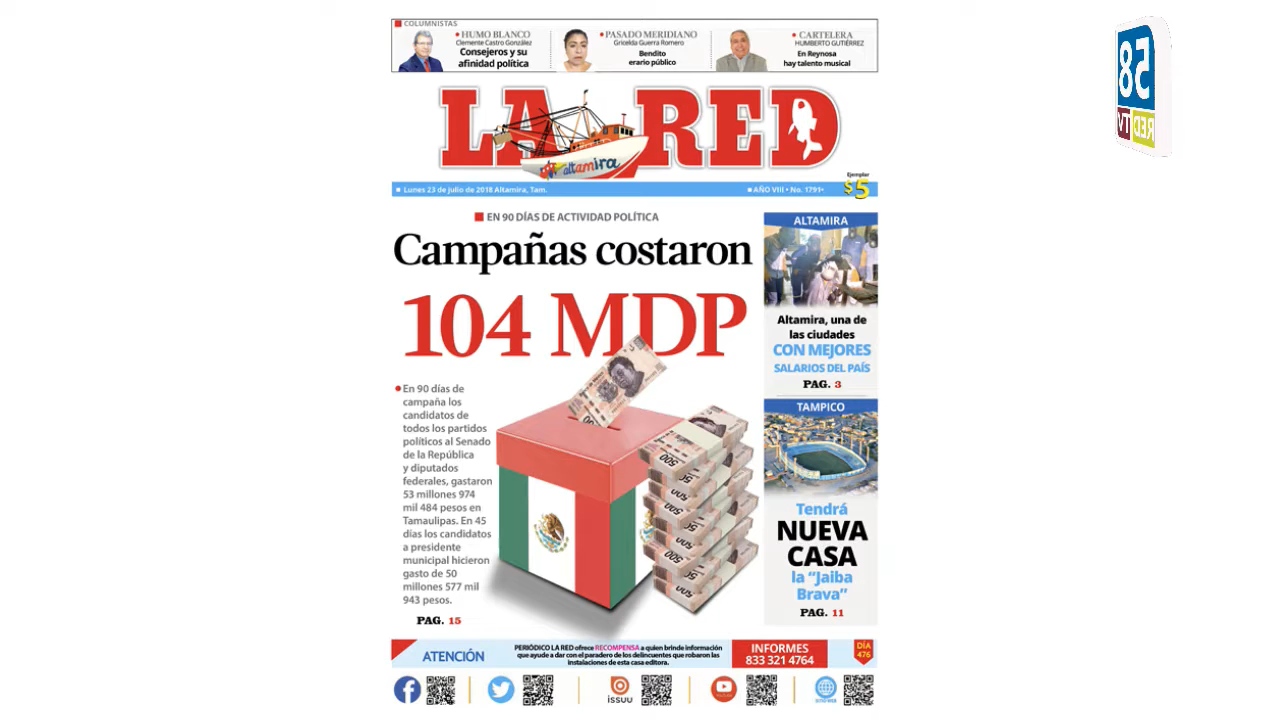 COLUMNISTAS
HUMO BLANCO
Clemente Castro González
Consejeros y su
afinidad política
PASADO MERIDIANO
Gricelda Guerra Romero
Bendito
erario público
CARTELERA
HUMBERTO GUTIÉRREZ
En Reynosa
hay talento musical
58
RED TV
LA RED
altamira
Lunes 23 de julio de 2018 Altamira, Tam.
AÑO VIII • No. 1791•
Ejemplar
$5
EN 90 DÍAS DE ACTIVIDAD POLÍTICA
Campañas costaron
104 MDP
En 90 días de
campaña los
candidatos de
todos los partidos
políticos al Senado
de la República
y diputados
federales, gastaron
53 millones 974
mil 484 pesos en
Tamaulipas. En 45
días los candidatos
a presidente
municipal hicieron
gasto de 50
millones 577 mil
943 pesos.
PAG. 15
500
ALTAMIRA
Altamira, una de
las ciudades
CON MEJORES
SALARIOS DEL PAÍS
PAG. 3
TAMPICO
Tendrá
NUEVA
CASA
la “Jaiba
Brava”
PAG. 11
ATENCIÓN
PERIÓDICO LA RED ofrece RECOMPENSA a quien brinde información
que ayude a dar con el paradero de los delincuentes que robaron las
instalaciones de esta casa editora.
INFORMES
833 321 4764
DÍA
476
issuu